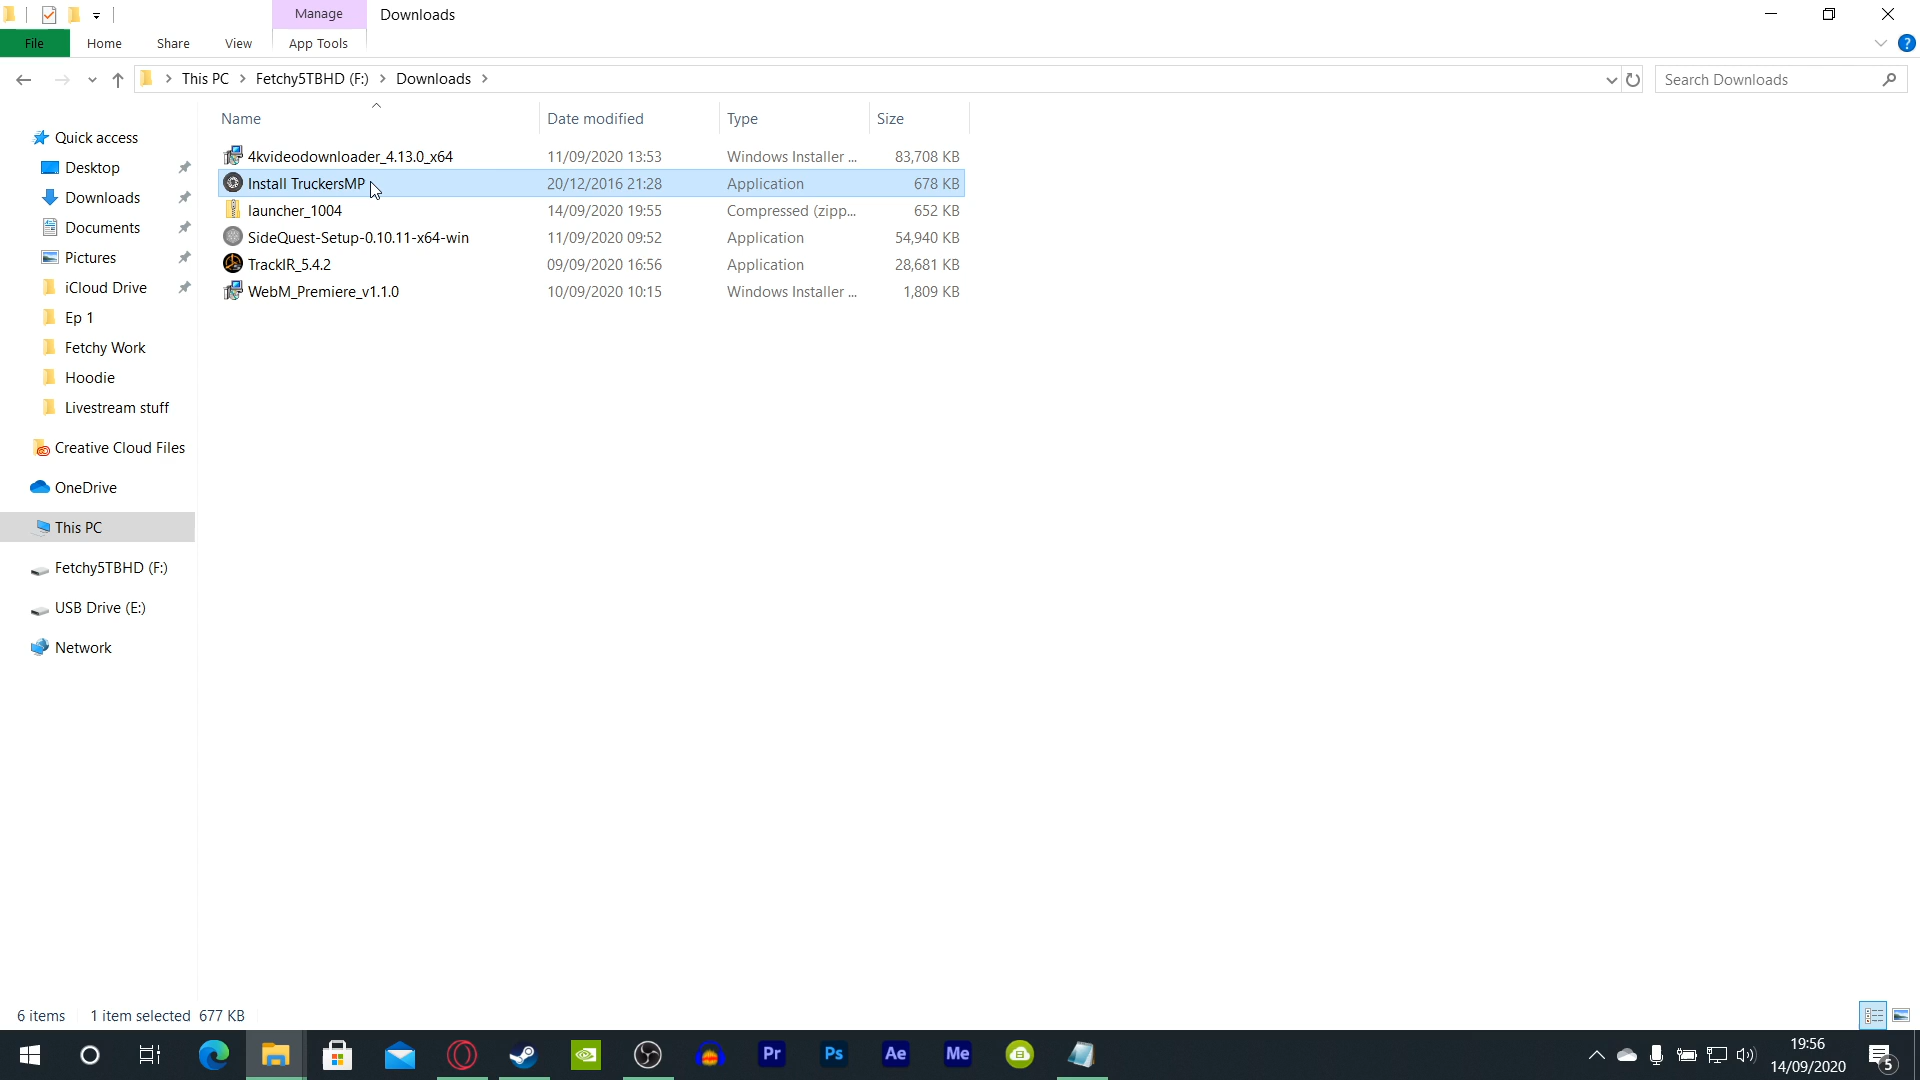 Manage Downloads
File Home Share View App Tools
This PC Fetchy5TBHD (F:) Downloads Search Downloads
Name Date modified Type Size
4kvideodownloader_4.13.0_x64 11/09/2020 13:53 Windows Installer ... 83,708 KB
Install TruckersMP 20/12/2016 21:28 Application 678 KB
launcher_1004 14/09/2020 19:55 Compressed (zipp... 652 KB
SideQuest-Setup-0.10.11-x64-win 11/09/2020 09:52 Application 54,940 KB
TrackIR_5.4.2 09/09/2020 16:56 Application 28,681 KB
WebM_Premiere_v1.1.0 10/09/2020 10:15 Windows Installer ... 1,809 KB
Quick access
Desktop
Downloads
Documents
Pictures
iCloud Drive
Ep 1
Fetchy Work
Hoodie
Livestream stuff
Creative Cloud Files
OneDrive
This PC
Fetchy5TBHD (F:)
USB Drive (E:)
Network
6 items 1 item selected 677 KB
Pr Ps Ae Me
19:56
14/09/2020
5